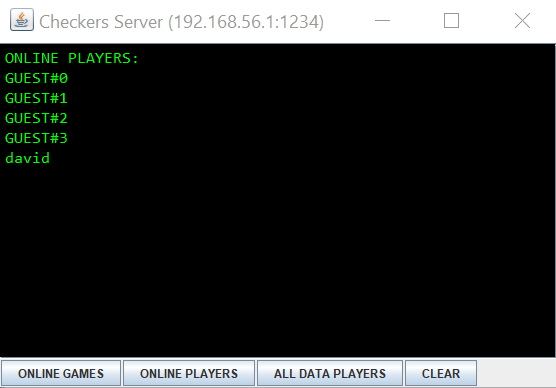 Checkers Server (192.168.56.1:1234)
ONLINE PLAYERS:
GUEST#0
GUEST#1
GUEST#2
GUEST#3
david
ONLINE GAMES ONLINE PLAYERS ALL DATA PLAYERS CLEAR